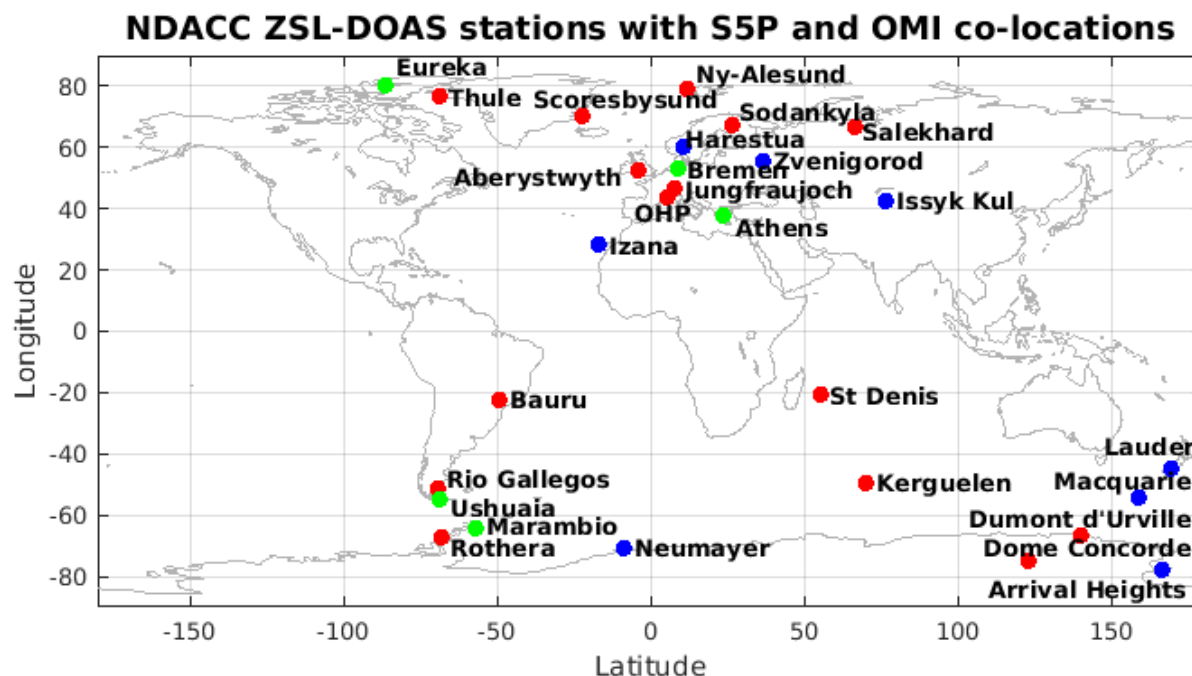 NDACC ZSL-DOAS stations with S5P and OMI co-locations
Eureka
Ny-Alesund
Thule
Scoresbysund
Sodankyla
Salekhard
Harestua
Zvenigorod
Bremen
Aberystwyth
Jungfraujoch
Issyk Kul
OHP
Athens
Izana
Bauru
St Denis
Lauder
Rio Gallegos
Kerguelen
Macquarie
Ushuaia
Marambio
Dumont d'Urville
Rothera
Neumayer
Dome Concorde
Arrival Heights
80
60
40
20
0
-20
-40
-60
-80
Longitude
-150
-100
-50
0
50
100
150
Latitude